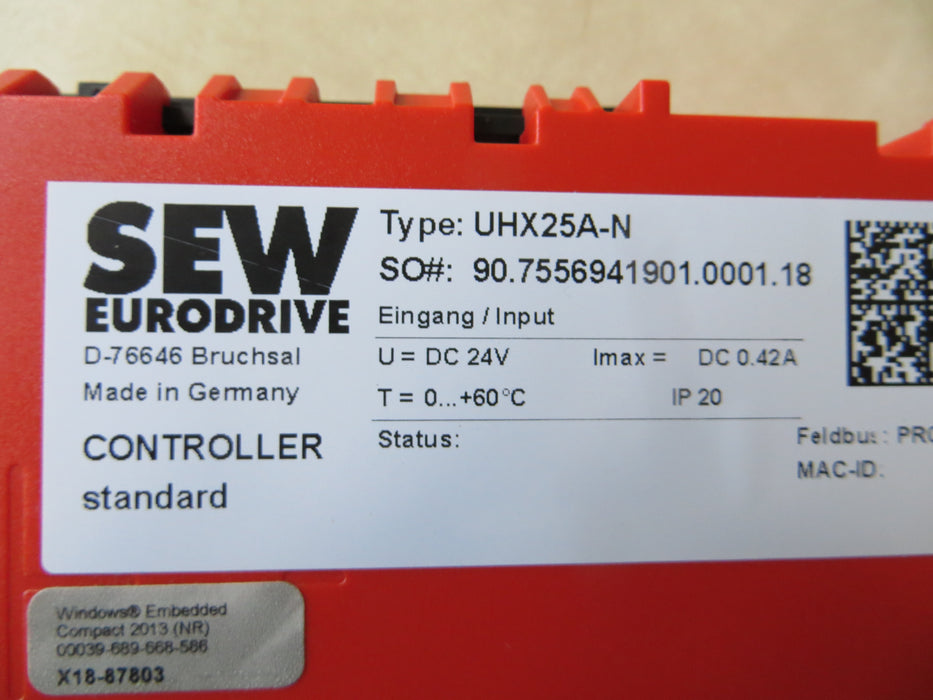 SEW
EURODRIVE
D-76646 Bruchsal
Made in Germany
CONTROLLER
standard
Type: UHX25A-N
SO#: 90.7556941901.0001.18
Eingang / Input
U = DC 24V Imax = DC 0.42A
T = 0...+60°C IP 20
Status:
Feldbus: PRO
MAC-ID:
Windows® Embedded
Compact 2013 (NR)
00039-689-668-586
X18-87803